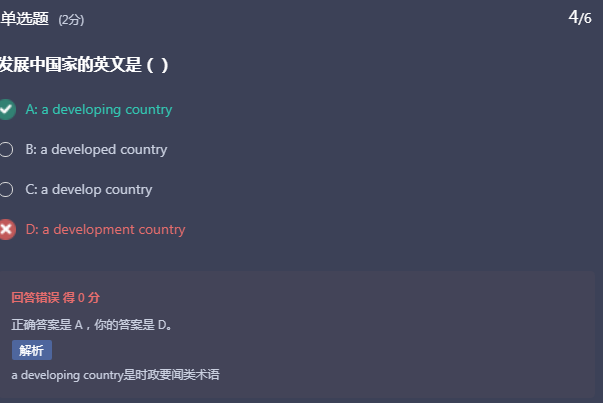 单选题 (2分) 4/6
发展中国家的英文是 ( )
A: a developing country
B: a developed country
C: a develop country
D: a development country
回答错误 得 0 分
正确答案是 A，你的答案是 D。
解析
a developing country是时政要闻类术语